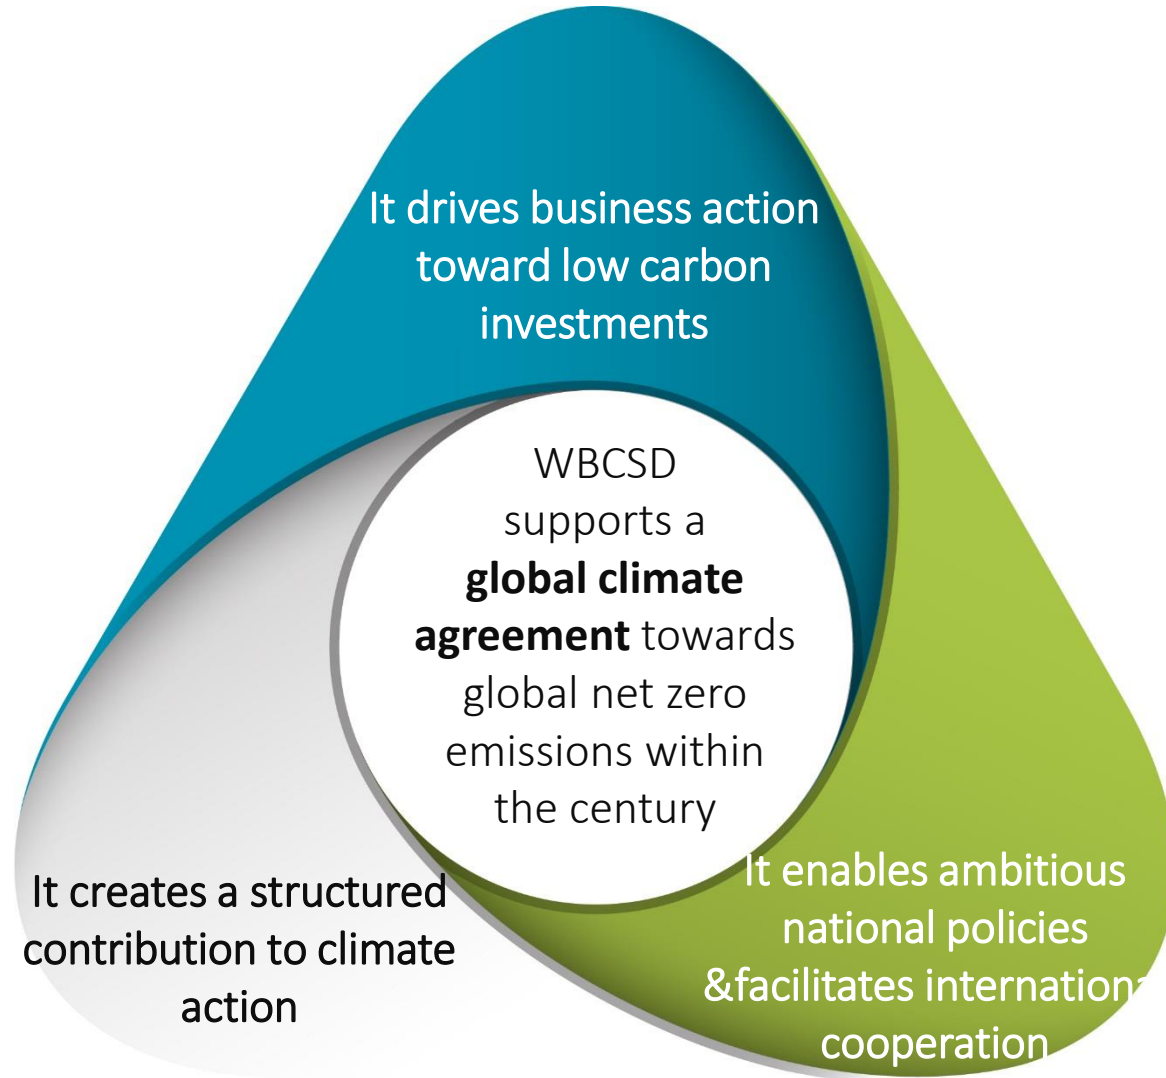 It drives business action
toward low carbon
investments
WBCSD
supports a
global climate
agreement towards
global net zero
emissions within
the century
It creates a structured
contribution to climate
action
It enables ambitious
national policies
&facilitates internationa
cooperation